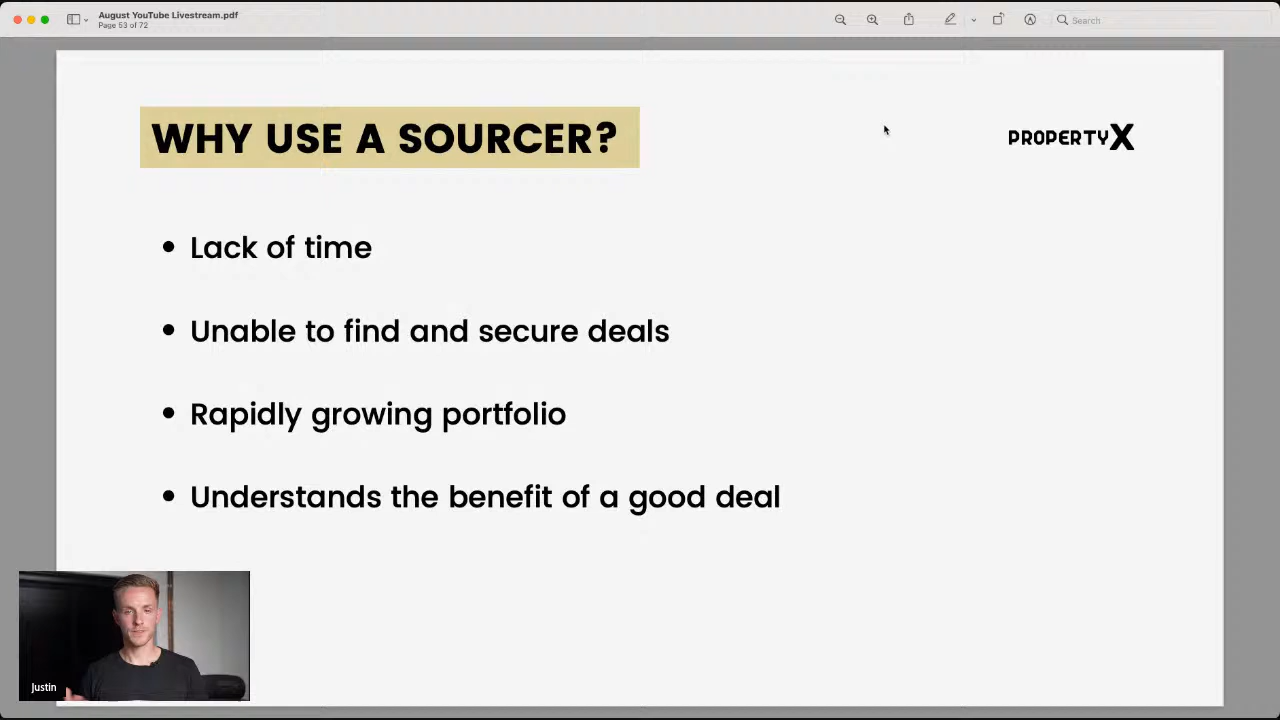 August YouTube Livestream.pdf
Page 53 of 72
Search
WHY USE A SOURCER?
PROPERTYX
• Lack of time
• Unable to find and secure deals
• Rapidly growing portfolio
• Understands the benefit of a good deal
Justin